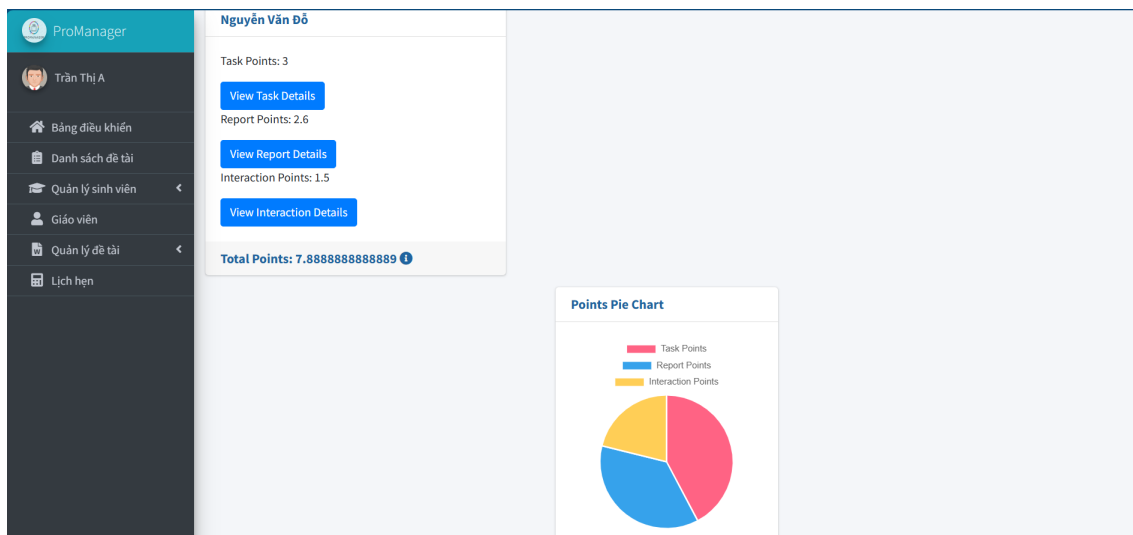 ProManager
Trần Thị A
Bảng điều khiển
Danh sách đề tài
Quản lý sinh viên
Giáo viên
Quản lý đề tài
Lịch hẹn
Nguyễn Văn Đỗ
Task Points: 3
View Task Details
Report Points: 2.6
View Report Details
Interaction Points: 1.5
View Interaction Details
Total Points: 7.8888888888889
Points Pie Chart
Task Points
Report Points
Interaction Points